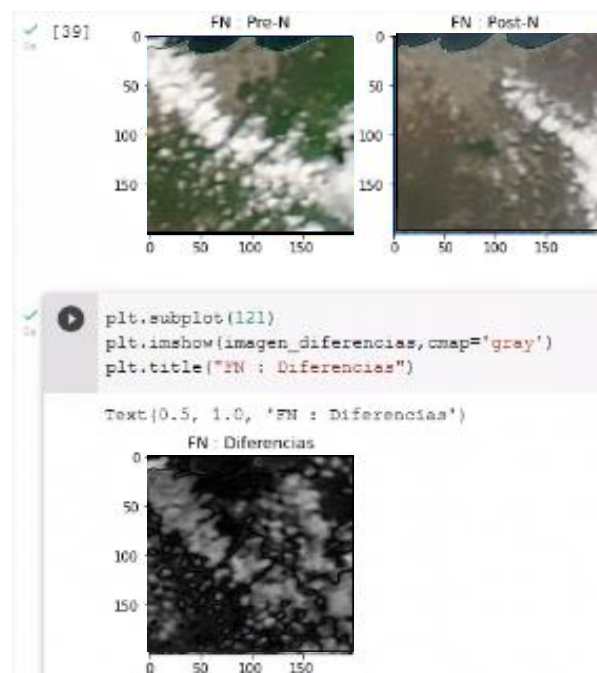 [39]
FN : Pre-N
FN : Post-N
0
50
100
150
0 50 100 150
0
50
100
150
0 50 100 150
plt.subplot(121)
plt.imshow(imagen_diferencias,cmap='gray')
plt.title("FN : Diferencias")
Text(0.5, 1.0, 'FN : Diferencias')
FN : Diferencias
0
50
100
150
0 50 100 150